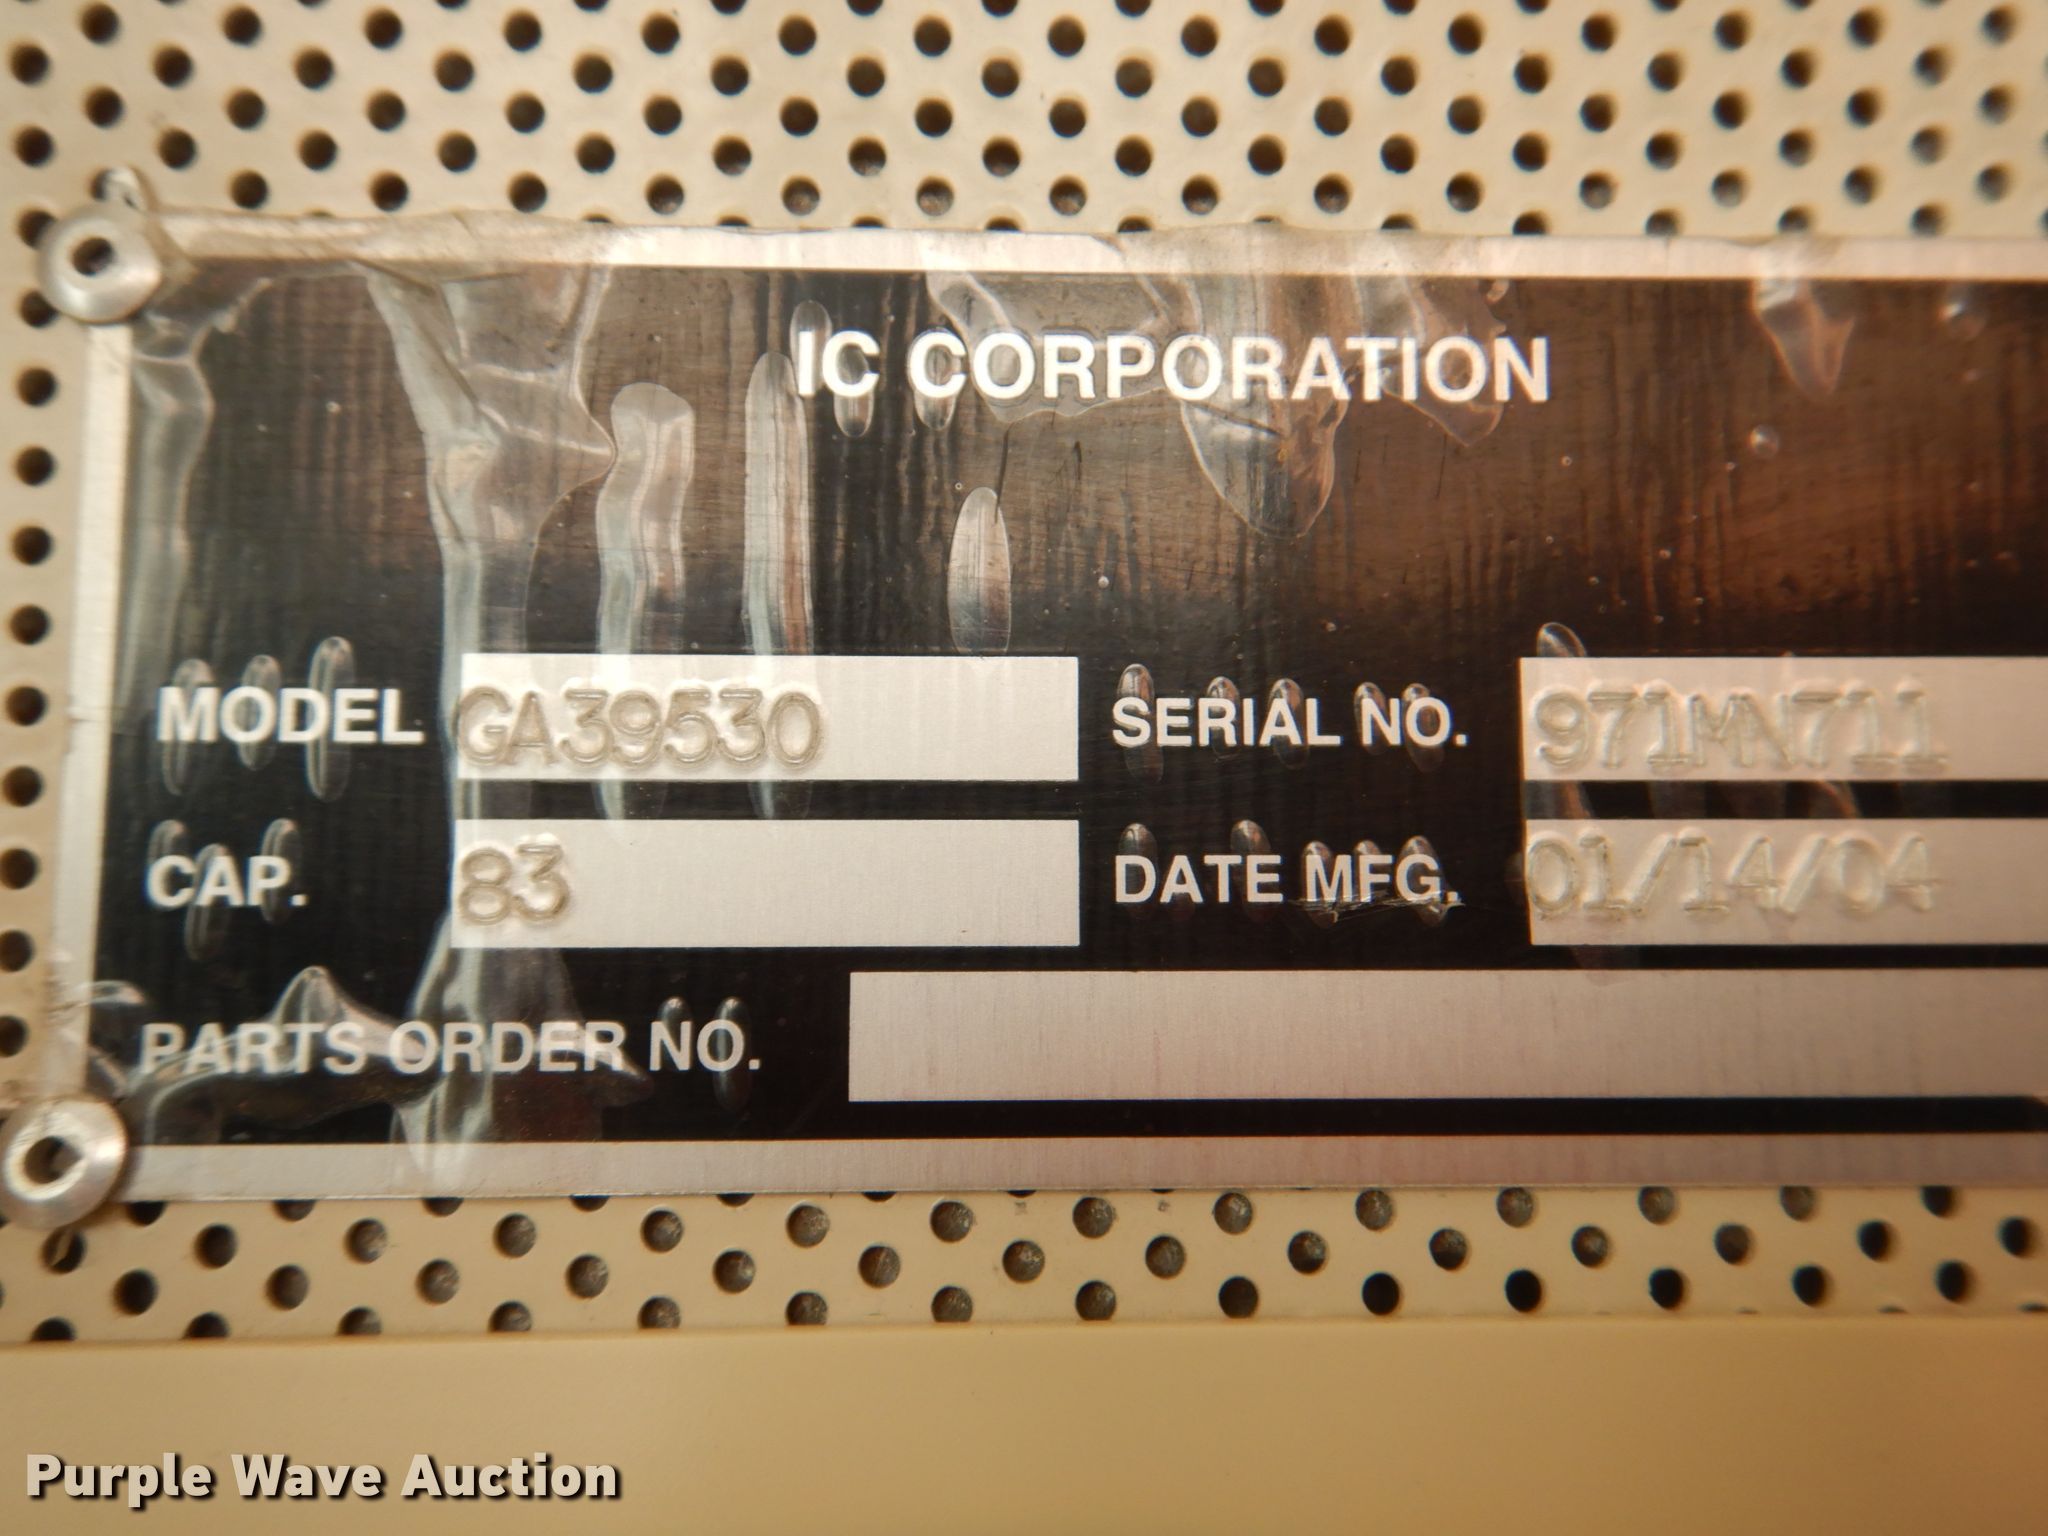 IC CORPORATION
MODEL GA39530 SERIAL NO. 971MN711
CAP. 83 DATE MFG. 01/14/04
PARTS ORDER NO.
Purple Wave Auction